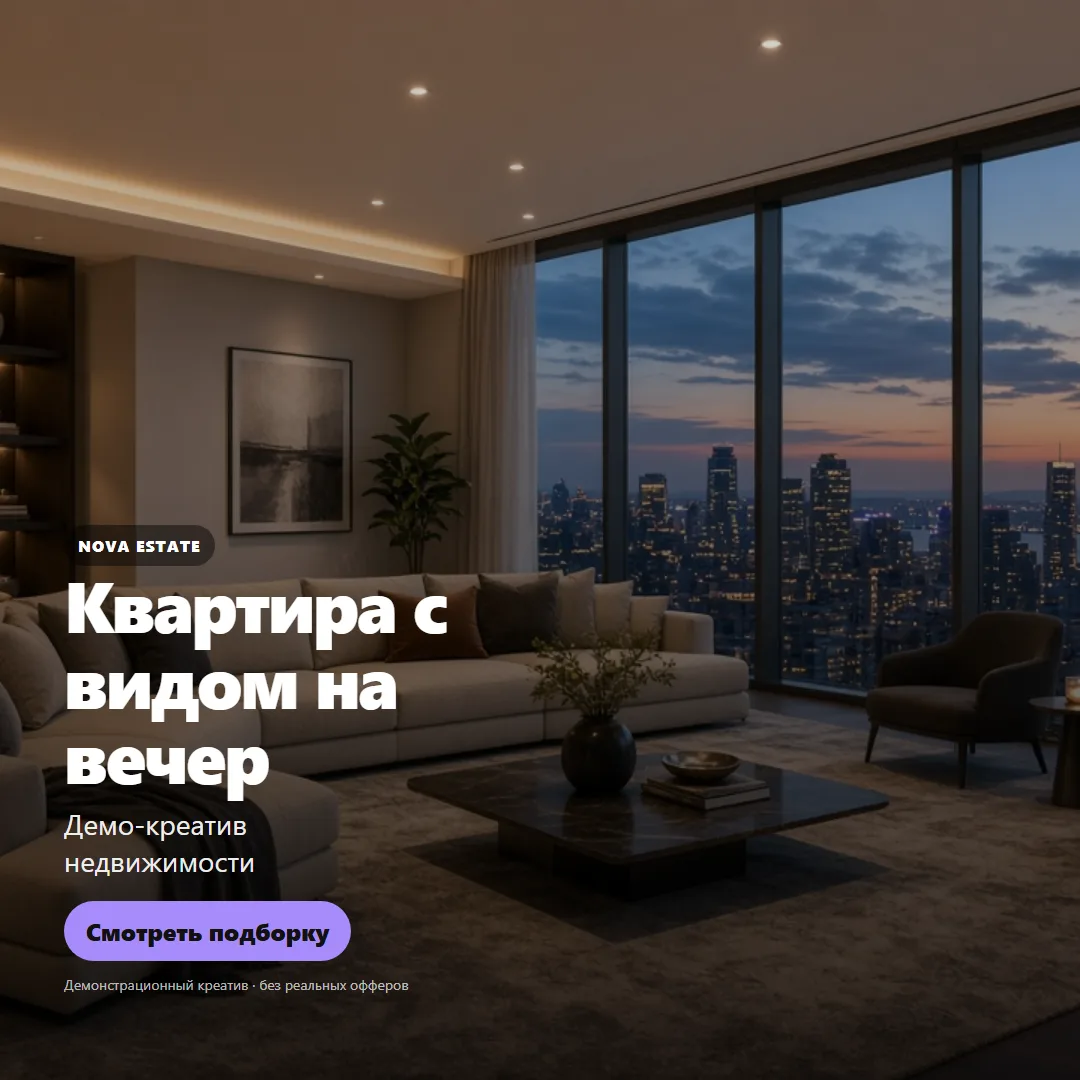 NOVA ESTATE
Квартира с
видом на
вечер
Демо-креатив
недвижимости
Смотреть подборку
Демонстрационный креатив · без реальных офферов